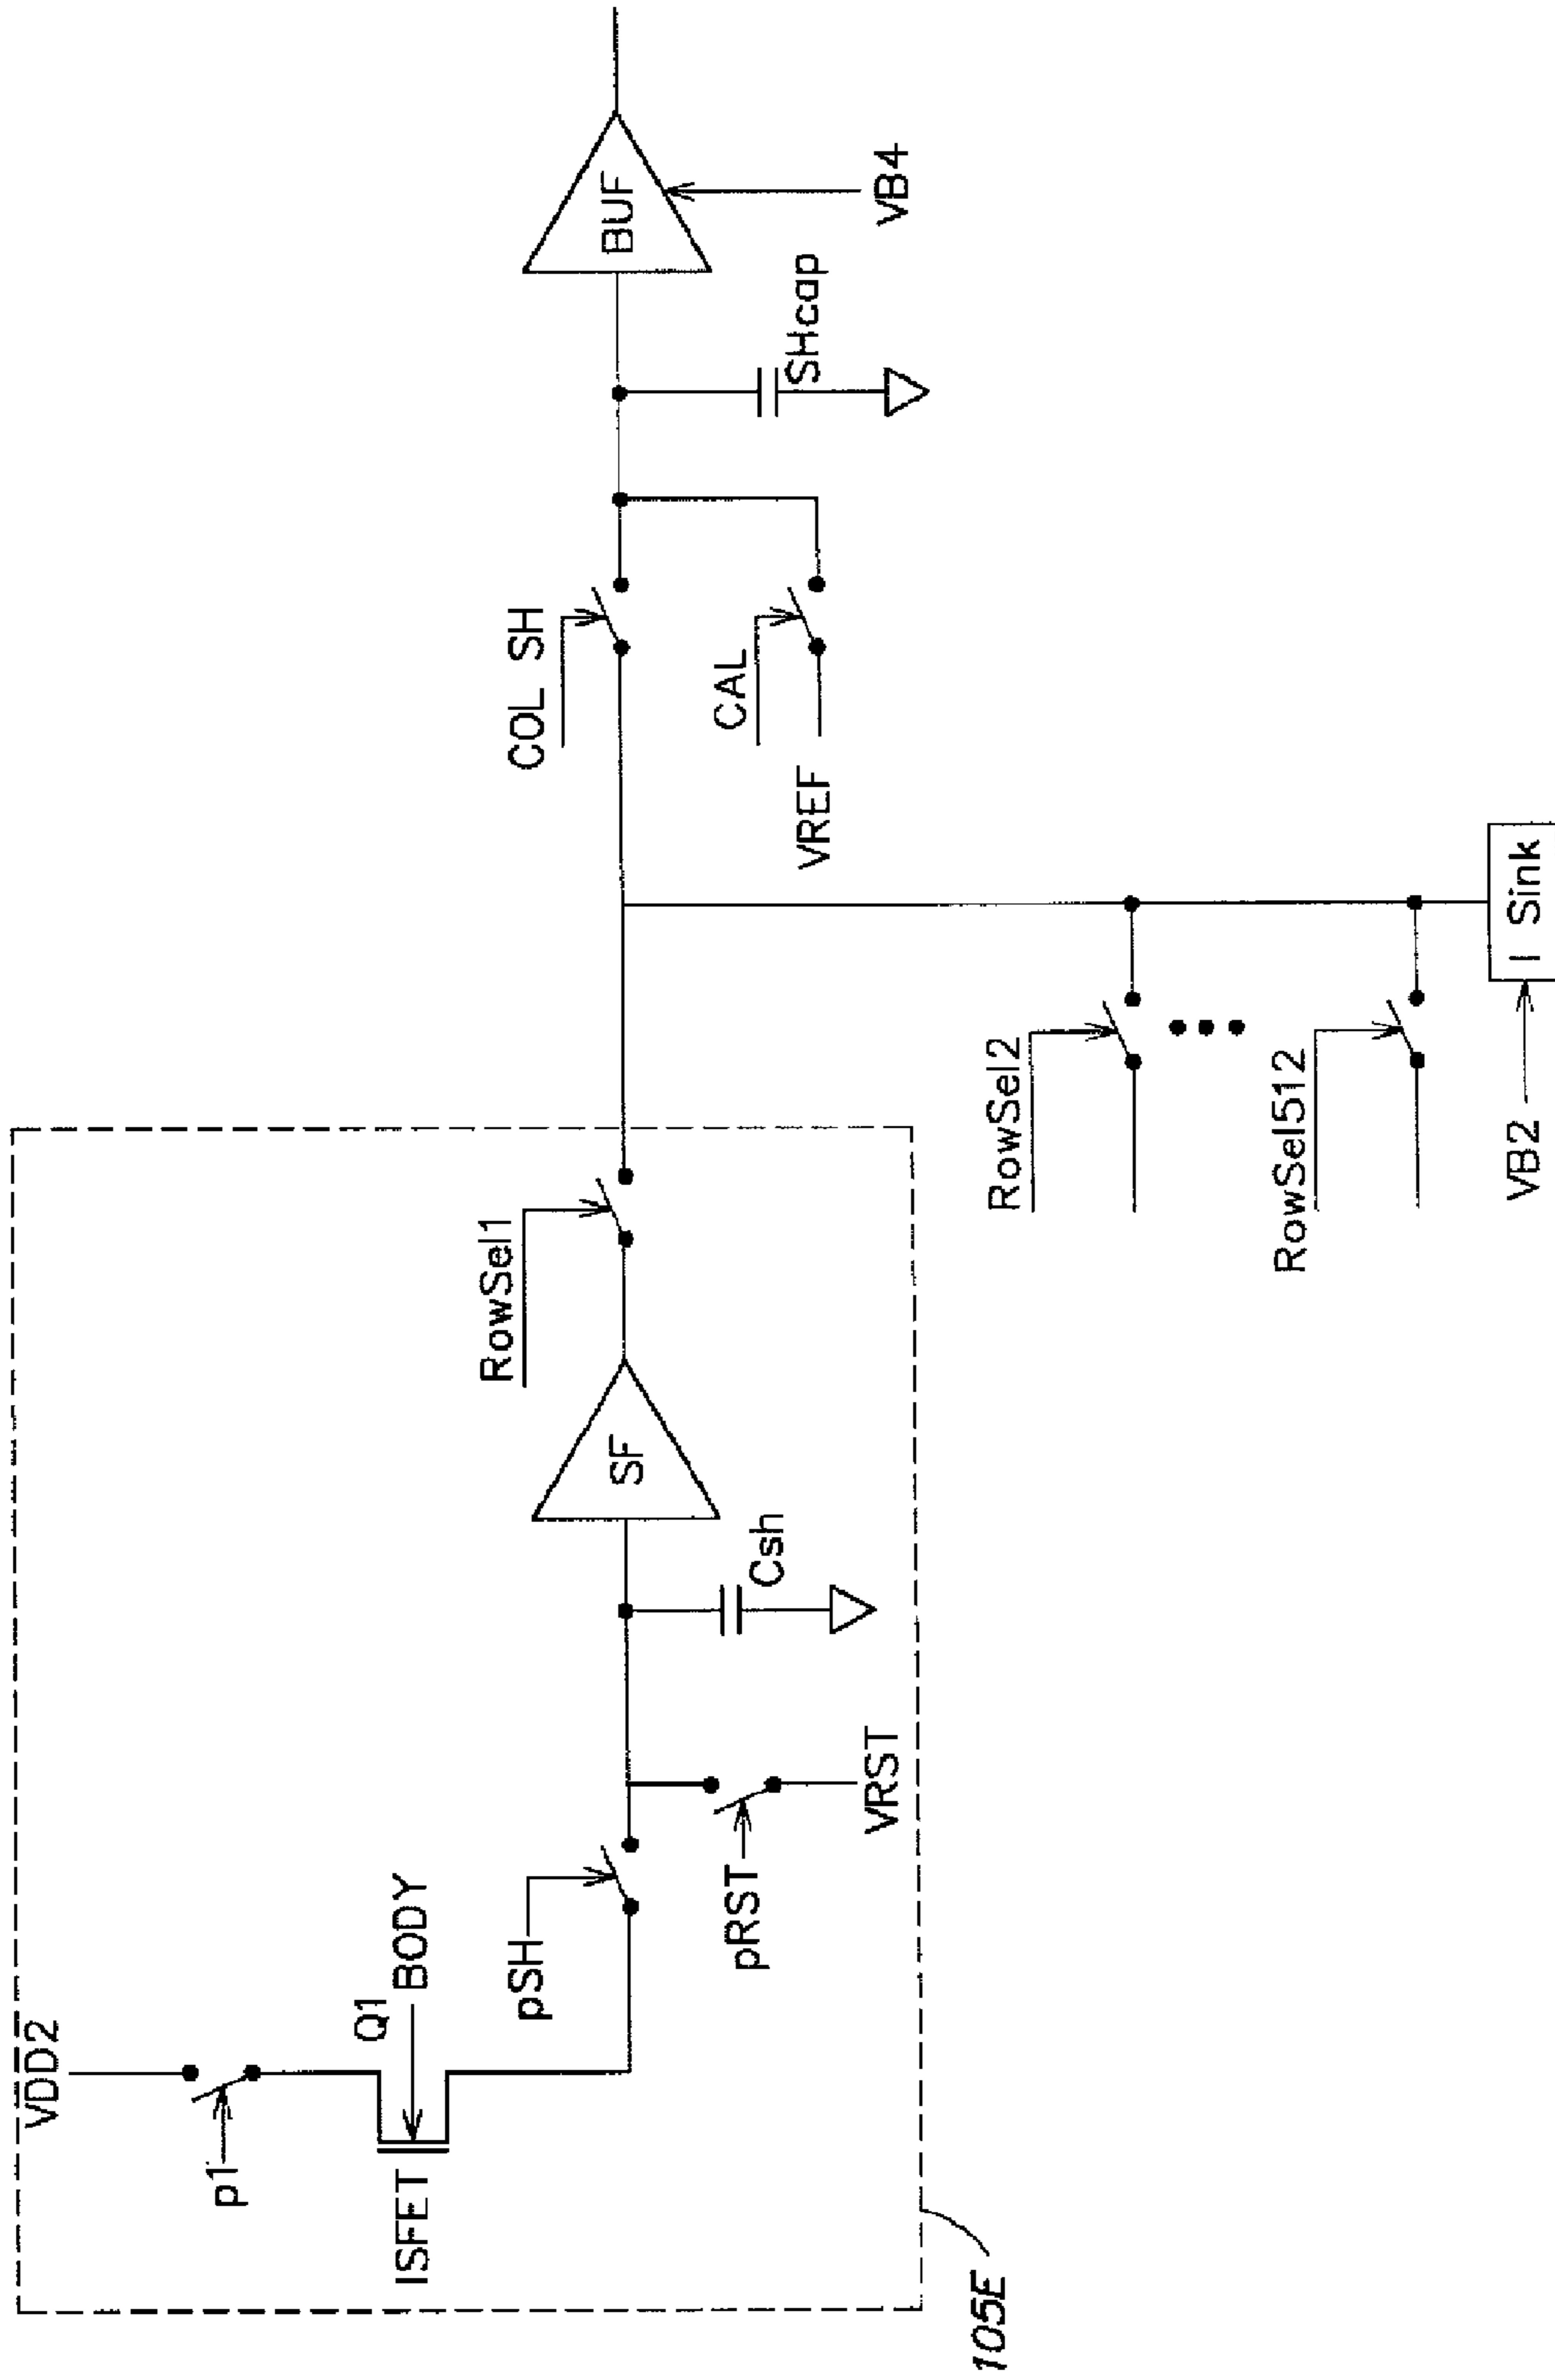 VDD2
p1
Q1
BODY
ISFET
pSH
pRST
VRST
Csh
SF
RowSel1
RowSel2
RowSel512
VB2
I Sink
COL SH
CAL
VREF
SHcap
BUF
VB4
105E